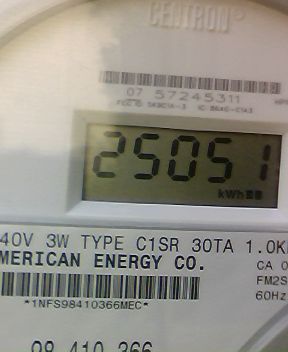 CENTRON®
07 57245311
25051
kWh
40V 3W TYPE C1SR 30TA 1.0K
MERICAN ENERGY CO.
CA 0
FM2S
60Hz
*1NFS98410366MEC*
98 410 366